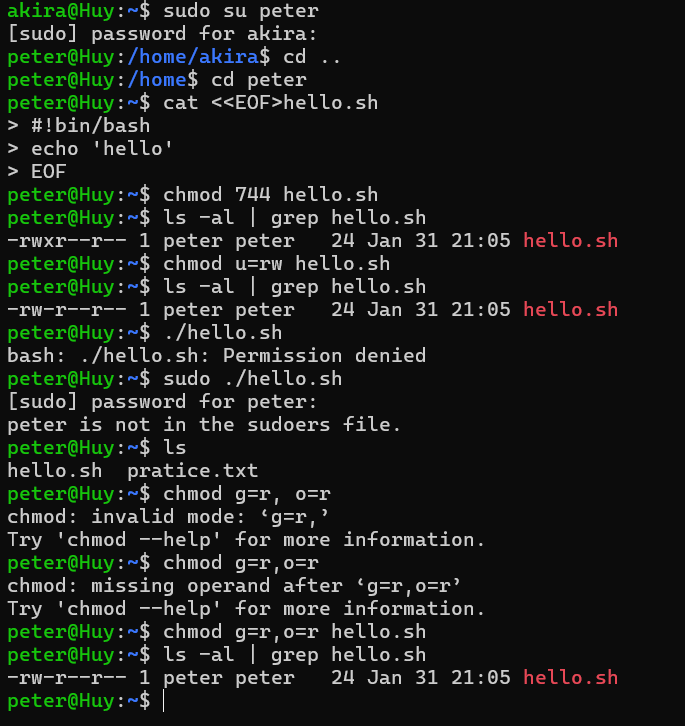 akira@Huy:~$ sudo su peter
[sudo] password for akira:
peter@Huy:/home/akira$ cd ..
peter@Huy:/home$ cd peter
peter@Huy:~$ cat <<EOF>hello.sh
> #!bin/bash
> echo 'hello'
> EOF
peter@Huy:~$ chmod 744 hello.sh
peter@Huy:~$ ls -al | grep hello.sh
-rwxr--r-- 1 peter peter   24 Jan 31 21:05 hello.sh
peter@Huy:~$ chmod u=rw hello.sh
peter@Huy:~$ ls -al | grep hello.sh
-rw-r--r-- 1 peter peter   24 Jan 31 21:05 hello.sh
peter@Huy:~$ ./hello.sh
bash: ./hello.sh: Permission denied
peter@Huy:~$ sudo ./hello.sh
[sudo] password for peter:
peter is not in the sudoers file.
peter@Huy:~$ ls
hello.sh  pratice.txt
peter@Huy:~$ chmod g=r, o=r
chmod: invalid mode: ‘g=r,’
Try 'chmod --help' for more information.
peter@Huy:~$ chmod g=r,o=r
chmod: missing operand after ‘g=r,o=r’
Try 'chmod --help' for more information.
peter@Huy:~$ chmod g=r,o=r hello.sh
peter@Huy:~$ ls -al | grep hello.sh
-rw-r--r-- 1 peter peter   24 Jan 31 21:05 hello.sh
peter@Huy:~$